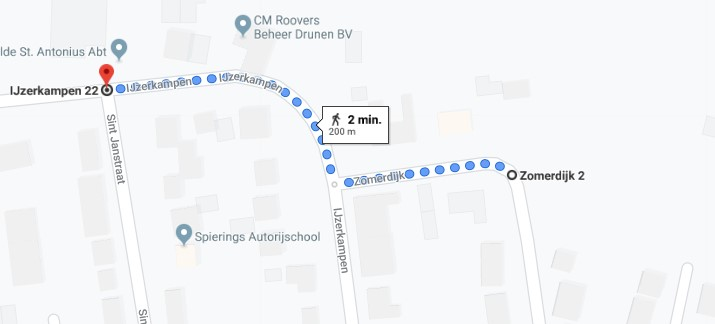 CM Roovers
Beheer Drunen BV
lde St. Antonius Abt
IJzerkampen 22
IJzerkampen
IJzerkampen
2 min.
200 m
Sint Janstraat
Zomerdijk
Zomerdijk 2
IJzerkampen
Spierings Autorijschool
Sin